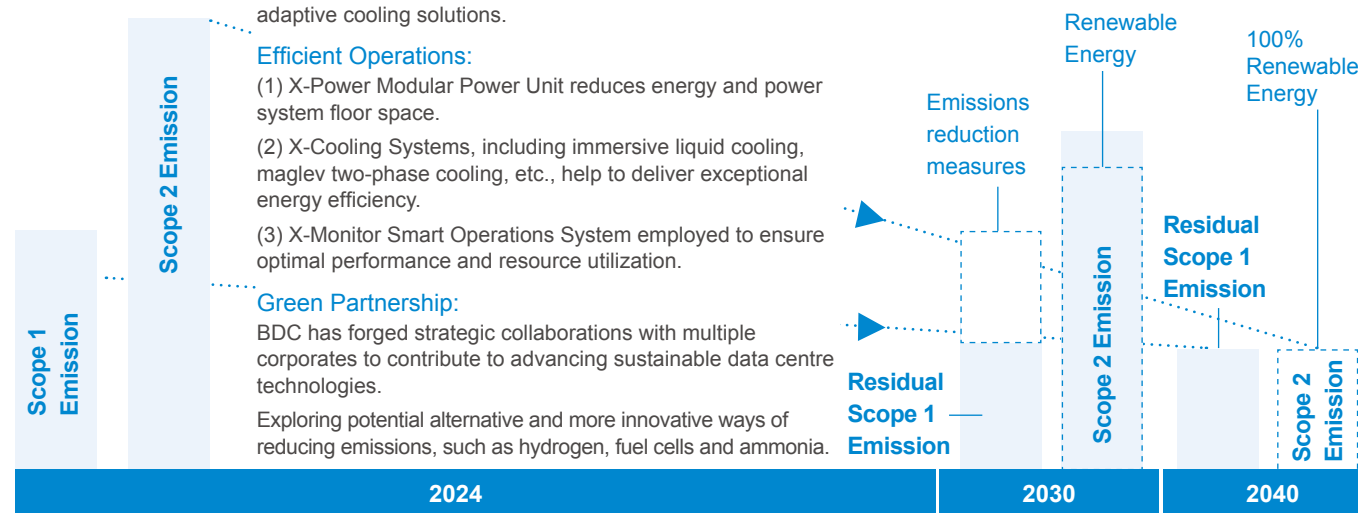 adaptive cooling solutions.
Efficient Operations:
(1) X-Power Modular Power Unit reduces energy and power
system floor space.
(2) X-Cooling Systems, including immersive liquid cooling,
maglev two-phase cooling, etc., help to deliver exceptional
energy efficiency.
(3) X-Monitor Smart Operations System employed to ensure
optimal performance and resource utilization.
Green Partnership:
BDC has forged strategic collaborations with multiple
corporates to contribute to advancing sustainable data centre
technologies.
Exploring potential alternative and more innovative ways of
reducing emissions, such as hydrogen, fuel cells and ammonia.
Scope 1
Emission
Scope 2 Emission
Emissions
reduction
measures
Renewable
Energy
Residual
Scope 1
Emission
Scope 2 Emission
Residual
Scope 1
Emission
100%
Renewable
Energy
Scope 2
Emission
2024
2030
2040